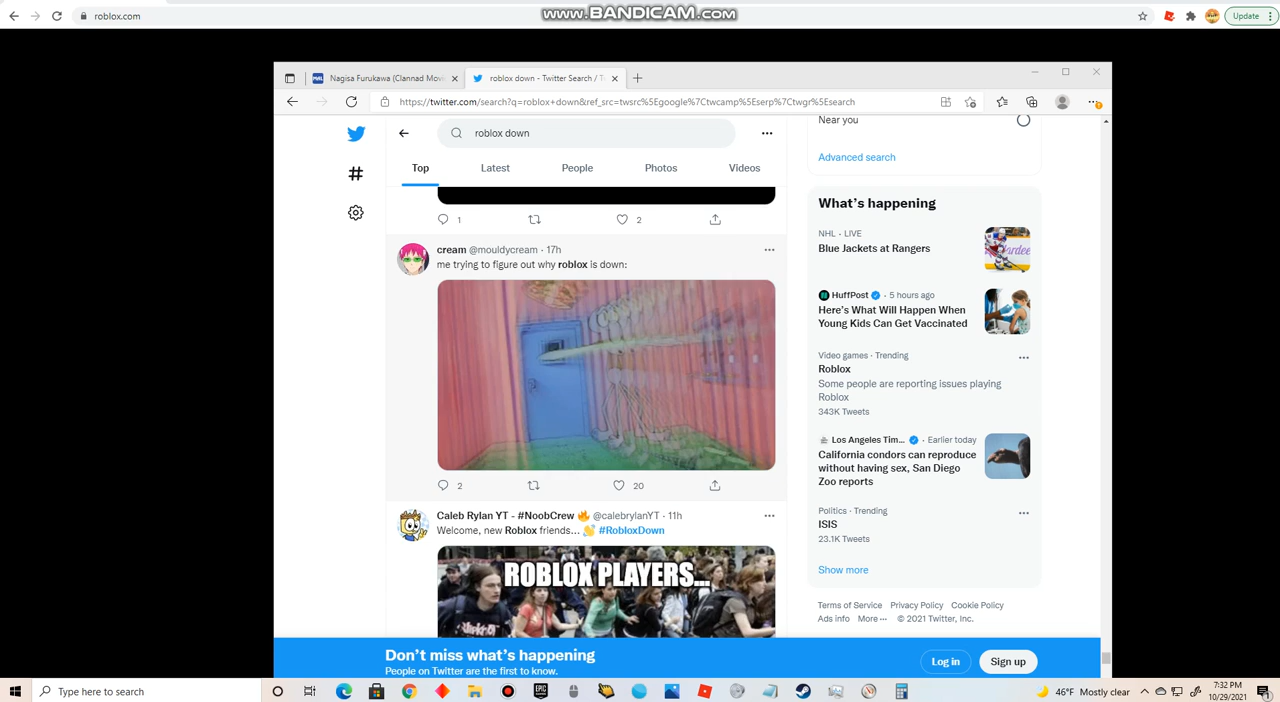 roblox.com
www.BANDICAM.com
Update
Nagisa Furukawa (Clannad Movi
roblox down - Twitter Search / T
https://twitter.com/search?q=roblox+down&ref_src=twsrc%5Egoogle%7Ctwcamp%5Eserp%7Ctwgr%5Esearch
roblox down
Top
Latest
People
Photos
Videos
1
2
cream @mouldycream · 17h
me trying to figure out why roblox is down:
2
20
Caleb Rylan YT - #NoobCrew 🔥 @calebrylanYT · 11h
Welcome, new Roblox friends... 👋 #RobloxDown
ROBLOX PLAYERS...
Near you
Advanced search
What's happening
NHL · LIVE
Blue Jackets at Rangers
HuffPost · 5 hours ago
Here's What Will Happen When
Young Kids Can Get Vaccinated
Video games · Trending
Roblox
Some people are reporting issues playing
Roblox
343K Tweets
Los Angeles Tim... · Earlier today
California condors can reproduce
without having sex, San Diego
Zoo reports
Politics · Trending
ISIS
23.1K Tweets
Show more
Terms of Service Privacy Policy Cookie Policy
Ads info More ··· © 2021 Twitter, Inc.
Don't miss what's happening
People on Twitter are the first to know.
Log in
Sign up
Type here to search
EPIC
46°F Mostly clear
7:32 PM
10/29/2021